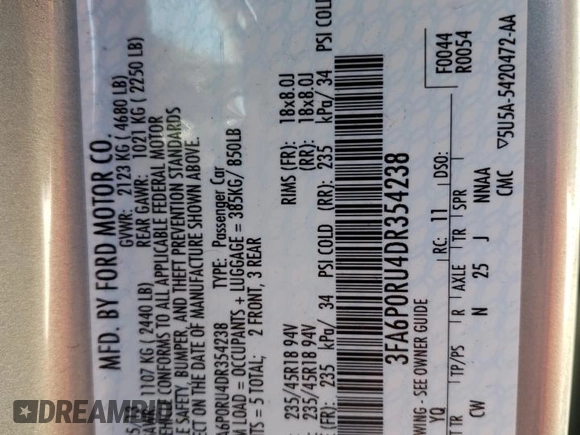 MFD. BY FORD MOTOR CO.
GVWR: 2123 KG ( 4680 LB)
1107 KG ( 2440 LB) REAR GAWR: 1021 KG ( 2250 LB)
CONFORMS TO ALL APPLICABLE FEDERAL MOTOR
SAFETY, BUMPER, AND THEFT PREVENTION STANDARDS
THE DATE OF MANUFACTURE SHOWN ABOVE.
A6P0RU4DR354238 TYPE: Passenger Car
LOAD = OCCUPANTS + LUGGAGE = 385KG/ 850LB
= 5 TOTAL; 2 FRONT, 3 REAR
235/45R18 94V RIMS (FR): 18x8.0J
235/45R18 94V (RR): 18x8.0J
(FR): 235 kPa/ 34 PSI COLD (RD): 235 kPa/ 34 PSI COLD
3FA6P0RU4DR354238
F0044
R0054
- SEE OWNER GUIDE RC: 11 DSO:
TR TP/PS R AXLE TR SPR
CW N 25 J NNAA
CMC ▽5U5A-5420472-AA
YQ
DREAMBID